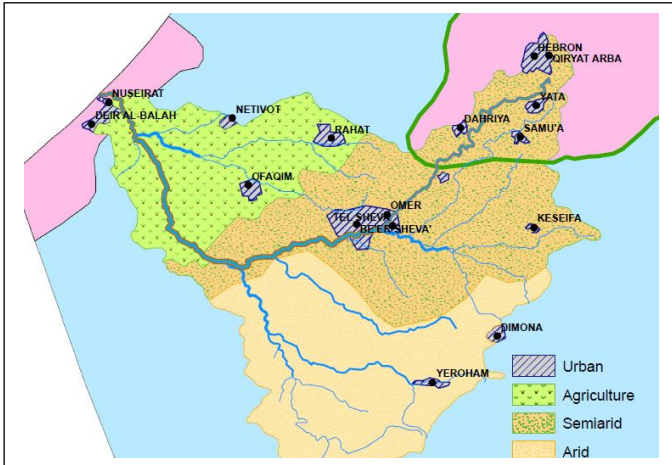 HEBRON
QIRYAT ARBA
NUSEIRAT
YATA
DEIR AL-BALAH
NETIVOT
DAHRIYA
RAHAT
SAMU'A
OFAQIM
OMER
TEL SHEVA
KESEIFA
BE'ER SHEVA'
DIMONA
YEROHAM
Urban
Agriculture
Semiarid
Arid